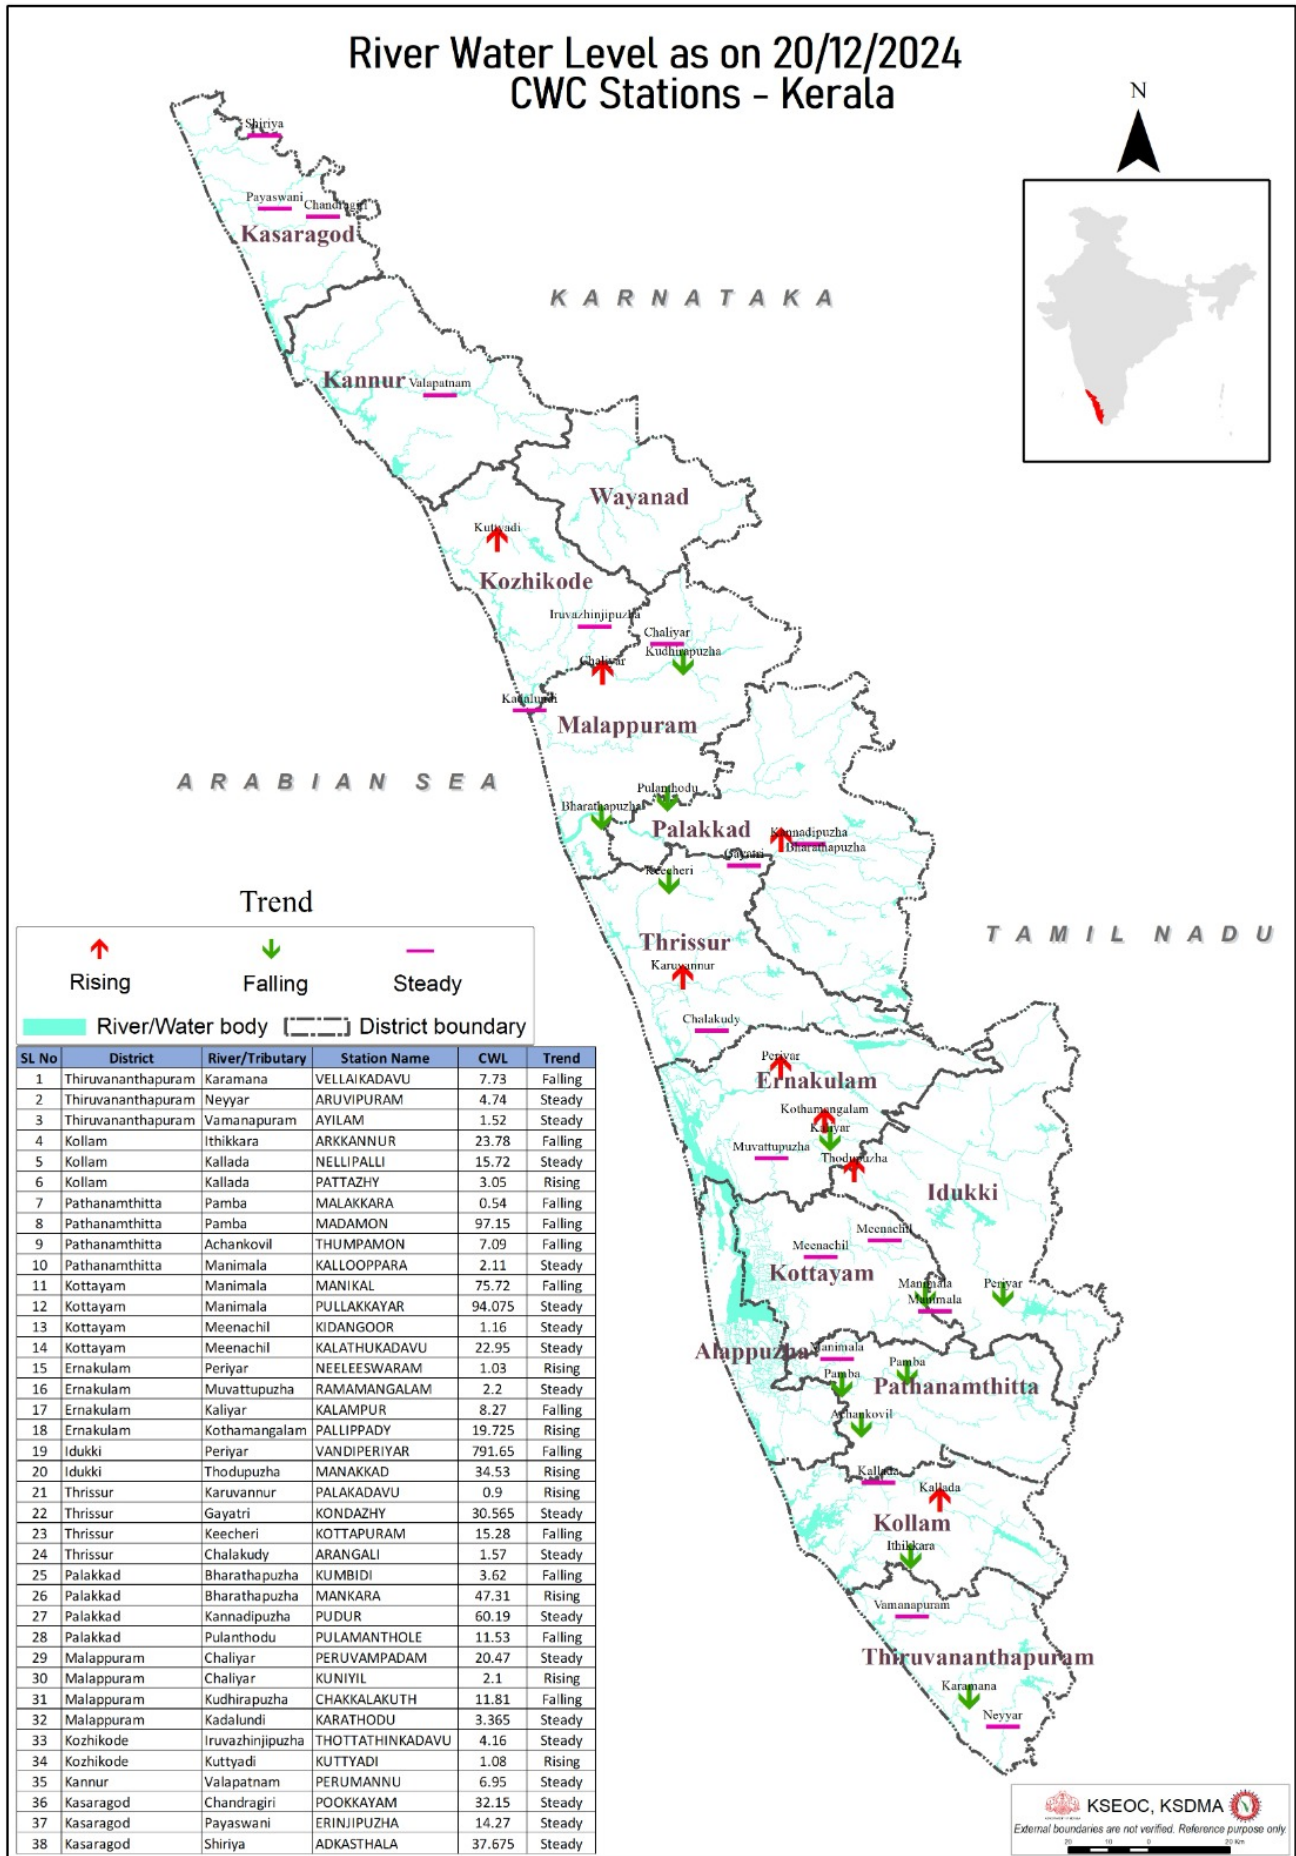 River Water Level as on 20/12/2024
CWC Stations - Kerala
N
Shiriya
Payaswani
Chandragiri
Kasaragod
KARNATAKA
Kannur
Valapatnam
Wayanad
Kuttyadi
Kozhikode
Iruvazhinjipuzha
Chaliyar
Kudhirapuzha
Chaliyar
Kadalundi
Malappuram
ARABIAN SEA
Pulanthodu
Bharathapuzha
Palakkad
Kannadipuzha
Bharathapuzha
Gayatri
Keecheri
Thrissur
TAMIL NADU
Karuvannur
Chalakudy
Periyar
Ernakulam
Kothamangalam
Kaliyar
Muvattupuzha
Thodupuzha
Idukki
Meenachil
Meenachil
Kottayam
Manimala
Periyar
Manimala
Alappuzha
Manimala
Pamba
Pamba
Pathanamthitta
Achankovil
Kallada
Kallada
Kollam
Ithikkara
Vamanapuram
Thiruvananthapuram
Karamana
Neyyar
Trend
Rising Falling Steady
River/Water body District boundary
SL No District River/Tributary Station Name CWL Trend
1 Thiruvananthapuram Karamana VELLAIKADAVU 7.73 Falling
2 Thiruvananthapuram Neyyar ARUVIPURAM 4.74 Steady
3 Thiruvananthapuram Vamanapuram AYILAM 1.52 Steady
4 Kollam Ithikkara ARKKANNUR 23.78 Falling
5 Kollam Kallada NELLIPALLI 15.72 Steady
6 Kollam Kallada PATTAZHY 3.05 Rising
7 Pathanamthitta Pamba MALAKKARA 0.54 Falling
8 Pathanamthitta Pamba MADAMON 97.15 Falling
9 Pathanamthitta Achankovil THUMPAMON 7.09 Falling
10 Pathanamthitta Manimala KALLOOPPARA 2.11 Steady
11 Kottayam Manimala MANIKAL 75.72 Falling
12 Kottayam Manimala PULLAKKAYAR 94.075 Steady
13 Kottayam Meenachil KIDANGOOR 1.16 Steady
14 Kottayam Meenachil KALATHUKADAVU 22.95 Steady
15 Ernakulam Periyar NEELEESWARAM 1.03 Rising
16 Ernakulam Muvattupuzha RAMAMANGALAM 2.2 Steady
17 Ernakulam Kaliyar KALAMPUR 8.27 Falling
18 Ernakulam Kothamangalam PALLIPPADY 19.725 Rising
19 Idukki Periyar VANDIPERIYAR 791.65 Falling
20 Idukki Thodupuzha MANAKKAD 34.53 Rising
21 Thrissur Karuvannur PALAKADAVU 0.9 Rising
22 Thrissur Gayatri KONDAZHY 30.565 Steady
23 Thrissur Keecheri KOTTAPURAM 15.28 Falling
24 Thrissur Chalakudy ARANGALI 1.57 Steady
25 Palakkad Bharathapuzha KUMBIDI 3.62 Falling
26 Palakkad Bharathapuzha MANKARA 47.31 Rising
27 Palakkad Kannadipuzha PUDUR 60.19 Steady
28 Palakkad Pulanthodu PULAMANTHOLE 11.53 Falling
29 Malappuram Chaliyar PERUVAMPADAM 20.47 Steady
30 Malappuram Chaliyar KUNIYIL 2.1 Rising
31 Malappuram Kudhirapuzha CHAKKALAKUTH 11.81 Falling
32 Malappuram Kadalundi KARATHODU 3.365 Steady
33 Kozhikode Iruvazhinjipuzha THOTTATHINKADAVU 4.16 Steady
34 Kozhikode Kuttyadi KUTTYADI 1.08 Rising
35 Kannur Valapatnam PERUMANNU 6.95 Steady
36 Kasaragod Chandragiri POOKKAYAM 32.15 Steady
37 Kasaragod Payaswani ERINJIPUZHA 14.27 Steady
38 Kasaragod Shiriya ADKASTHALA 37.675 Steady
KSEOC, KSDMA
External boundaries are not verified. Reference purpose only.
20 10 0 20 Km